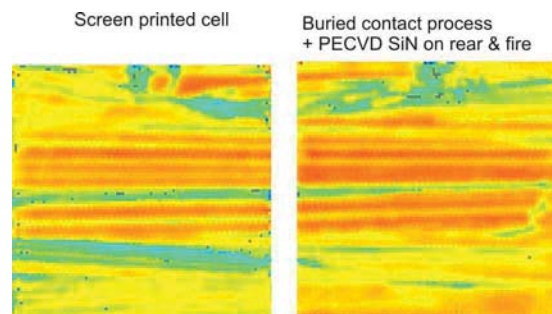 Screen printed cell
Buried contact process
+ PECVD SiN on rear & fire